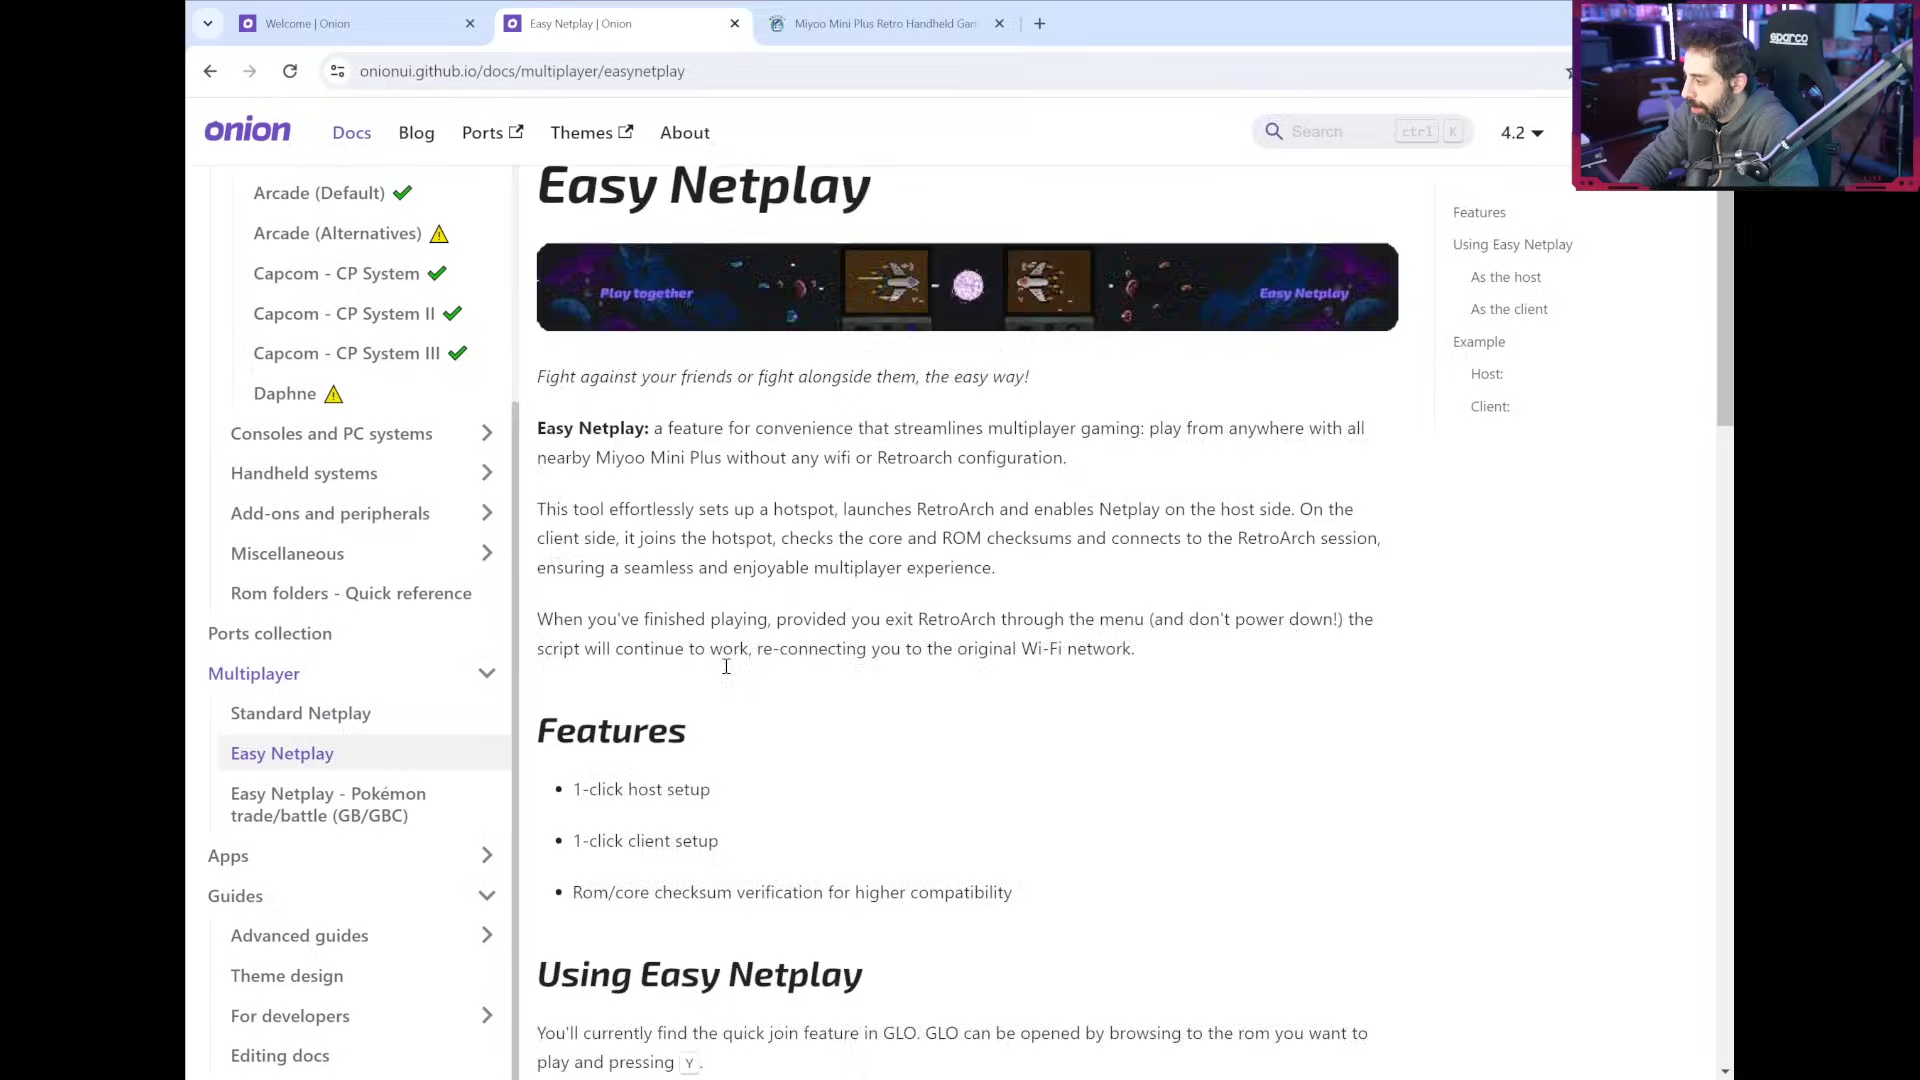 Welcome | Onion
Easy Netplay | Onion
Miyoo Mini Plus Retro Handheld Gam
onionui.github.io/docs/multiplayer/easynetplay
onion
Docs
Blog
Ports
Themes
About
Search
ctrl
K
4.2
sparco
Arcade (Default)
Arcade (Alternatives)
Capcom - CP System
Capcom - CP System II
Capcom - CP System III
Daphne
Consoles and PC systems
Handheld systems
Add-ons and peripherals
Miscellaneous
Rom folders - Quick reference
Ports collection
Multiplayer
Standard Netplay
Easy Netplay
Easy Netplay - Pokémon
trade/battle (GB/GBC)
Apps
Guides
Advanced guides
Theme design
For developers
Editing docs
Easy Netplay
Play together
Easy Netplay
Fight against your friends or fight alongside them, the easy way!
Easy Netplay: a feature for convenience that streamlines multiplayer gaming: play from anywhere with all
nearby Miyoo Mini Plus without any wifi or Retroarch configuration.
This tool effortlessly sets up a hotspot, launches RetroArch and enables Netplay on the host side. On the
client side, it joins the hotspot, checks the core and ROM checksums and connects to the RetroArch session,
ensuring a seamless and enjoyable multiplayer experience.
When you've finished playing, provided you exit RetroArch through the menu (and don't power down!) the
script will continue to work, re-connecting you to the original Wi-Fi network.
Features
• 1-click host setup
• 1-click client setup
• Rom/core checksum verification for higher compatibility
Using Easy Netplay
You'll currently find the quick join feature in GLO. GLO can be opened by browsing to the rom you want to
play and pressing Y.
Features
Using Easy Netplay
As the host
As the client
Example
Host:
Client: